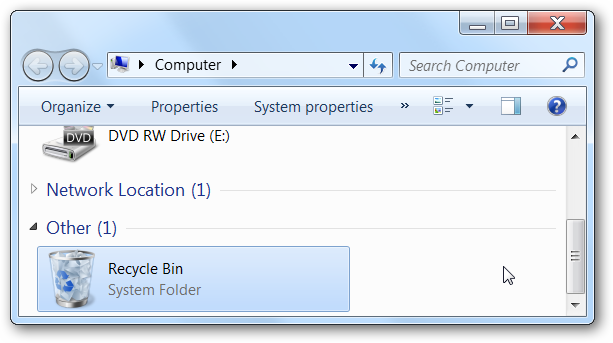 Computer
Search Computer
Organize Properties System properties »
DVD
DVD RW Drive (E:)
Network Location (1)
Other (1)
Recycle Bin
System Folder